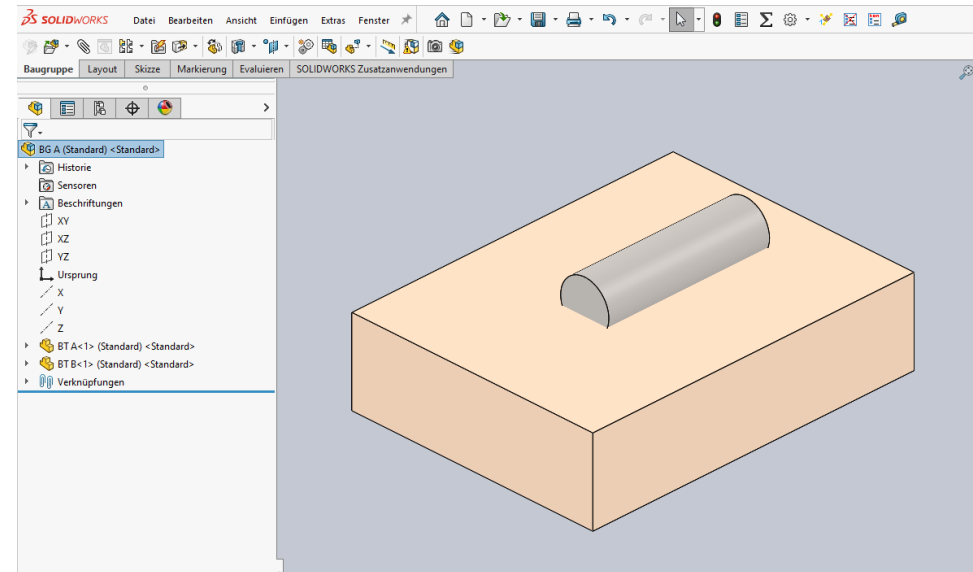 SOLIDWORKS Datei Bearbeiten Ansicht Einfügen Extras Fenster
Baugruppe Layout Skizze Markierung Evaluieren SOLIDWORKS Zusatzanwendungen
BG A (Standard) <Standard>
Historie
Sensoren
Beschriftungen
XY
XZ
YZ
Ursprung
X
Y
Z
BT A<1> (Standard) <Standard>
BT B<1> (Standard) <Standard>
Verknüpfungen